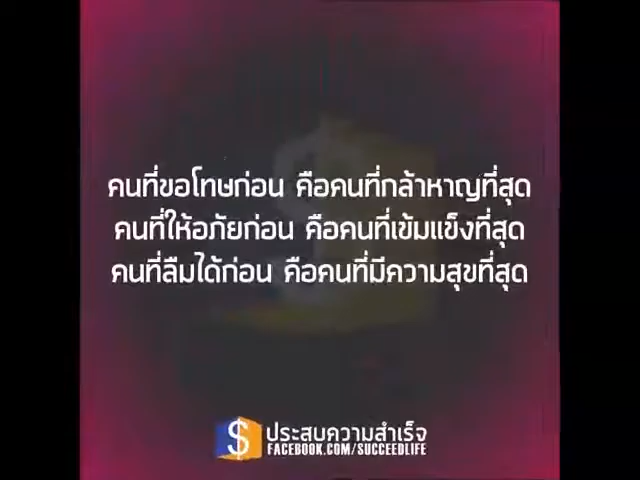 คนที่ขอโทษก่อน คือคนที่กล้าหาญที่สุด
คนที่ให้อภัยก่อน คือคนที่เข้มแข็งที่สุด
คนที่ลืมได้ก่อน คือคนที่มีความสุขที่สุด
$ ประสบความสำเร็จ
FACEBOOK.COM/SUCCEEDLIFE